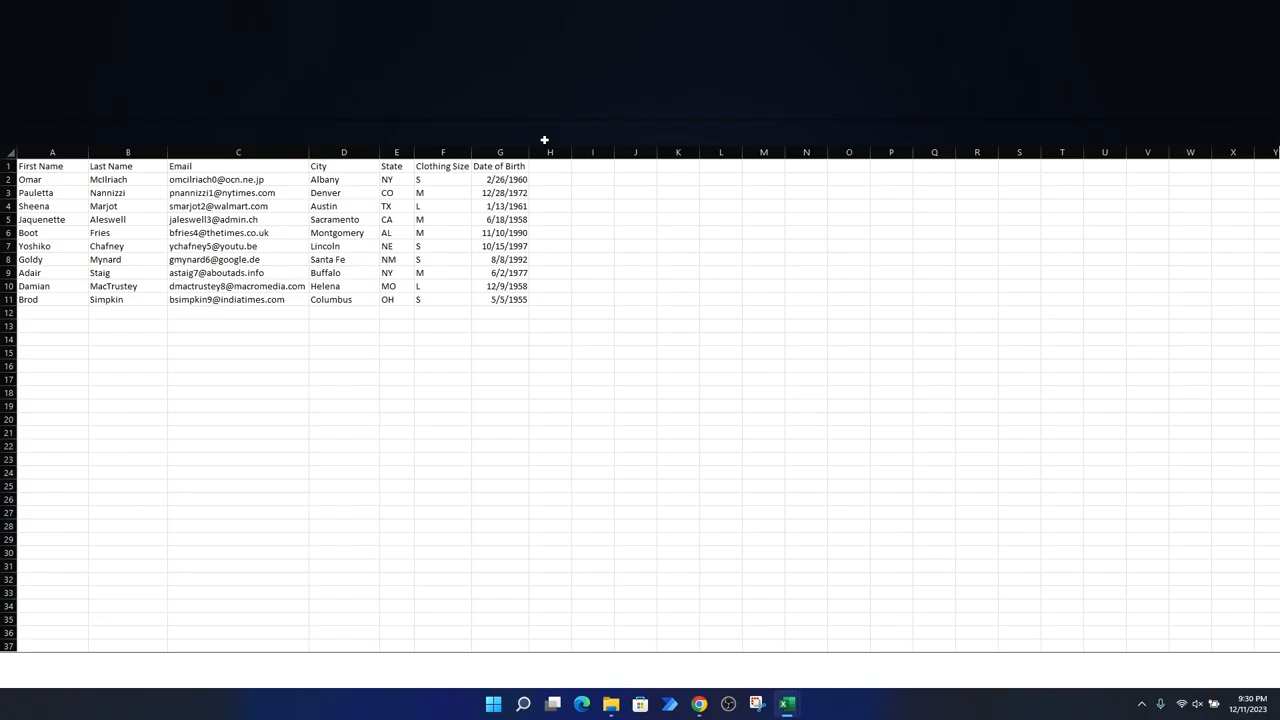 A B C D E F G H I J K L M N O P Q R S T U V W X Y
1 First Name Last Name Email City State Clothing Size Date of Birth
2 Omar McIlriach omcilriach0@ocn.ne.jp Albany NY S 2/26/1960
3 Pauletta Nannizzi pnannizzi1@nytimes.com Denver CO M 12/28/1972
4 Sheena Marjot smarjot2@walmart.com Austin TX L 1/13/1961
5 Jaquenette Aleswell jaleswell3@admin.ch Sacramento CA M 6/18/1958
6 Boot Fries bfries4@thetimes.co.uk Montgomery AL M 11/10/1990
7 Yoshiko Chafney ychafney5@youtu.be Lincoln NE S 10/15/1997
8 Goldy Mynard gmynard6@google.de Santa Fe NM S 8/8/1992
9 Adair Staig astaig7@aboutads.info Buffalo NY M 6/2/1977
10 Damian MacTrustey dmactrustey8@macromedia.com Helena MO L 12/9/1958
11 Brod Simpkin bsimpkin9@indiatimes.com Columbus OH S 5/5/1955
12
13
14
15
16
17
18
19
20
21
22
23
24
25
26
27
28
29
30
31
32
33
34
35
36
37
9:30 PM
12/11/2023